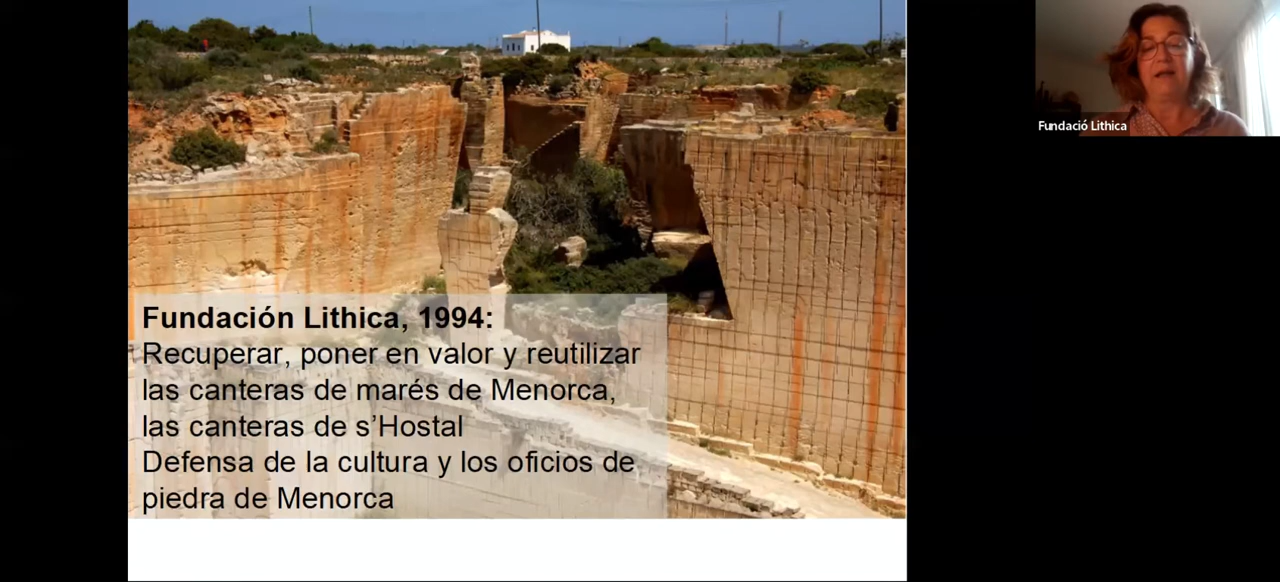 Fundación Lithica, 1994:
Recuperar, poner en valor y reutilizar
las canteras de marés de Menorca,
las canteras de s’Hostal
Defensa de la cultura y los oficios de
piedra de Menorca
Fundació Lithica